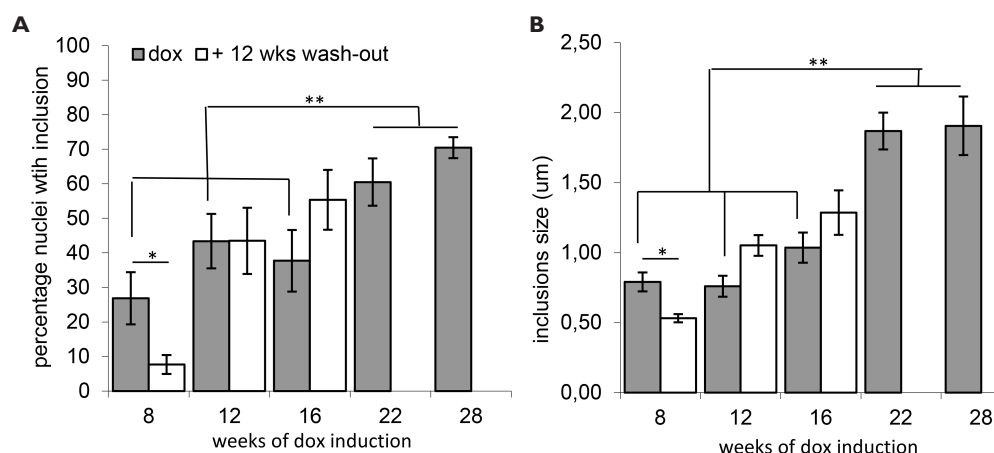 A
100
90
80
70
60
50
40
30
20
10
0
percentage nuclei wtih inclusion
dox + 12 wks wash-out
**
*
8 12 16 22 28
weeks of dox induction
B
2,50
2,00
1,50
1,00
0,50
0,00
inclusions size (um)
**
*
8 12 16 22 28
weeks of dox induction